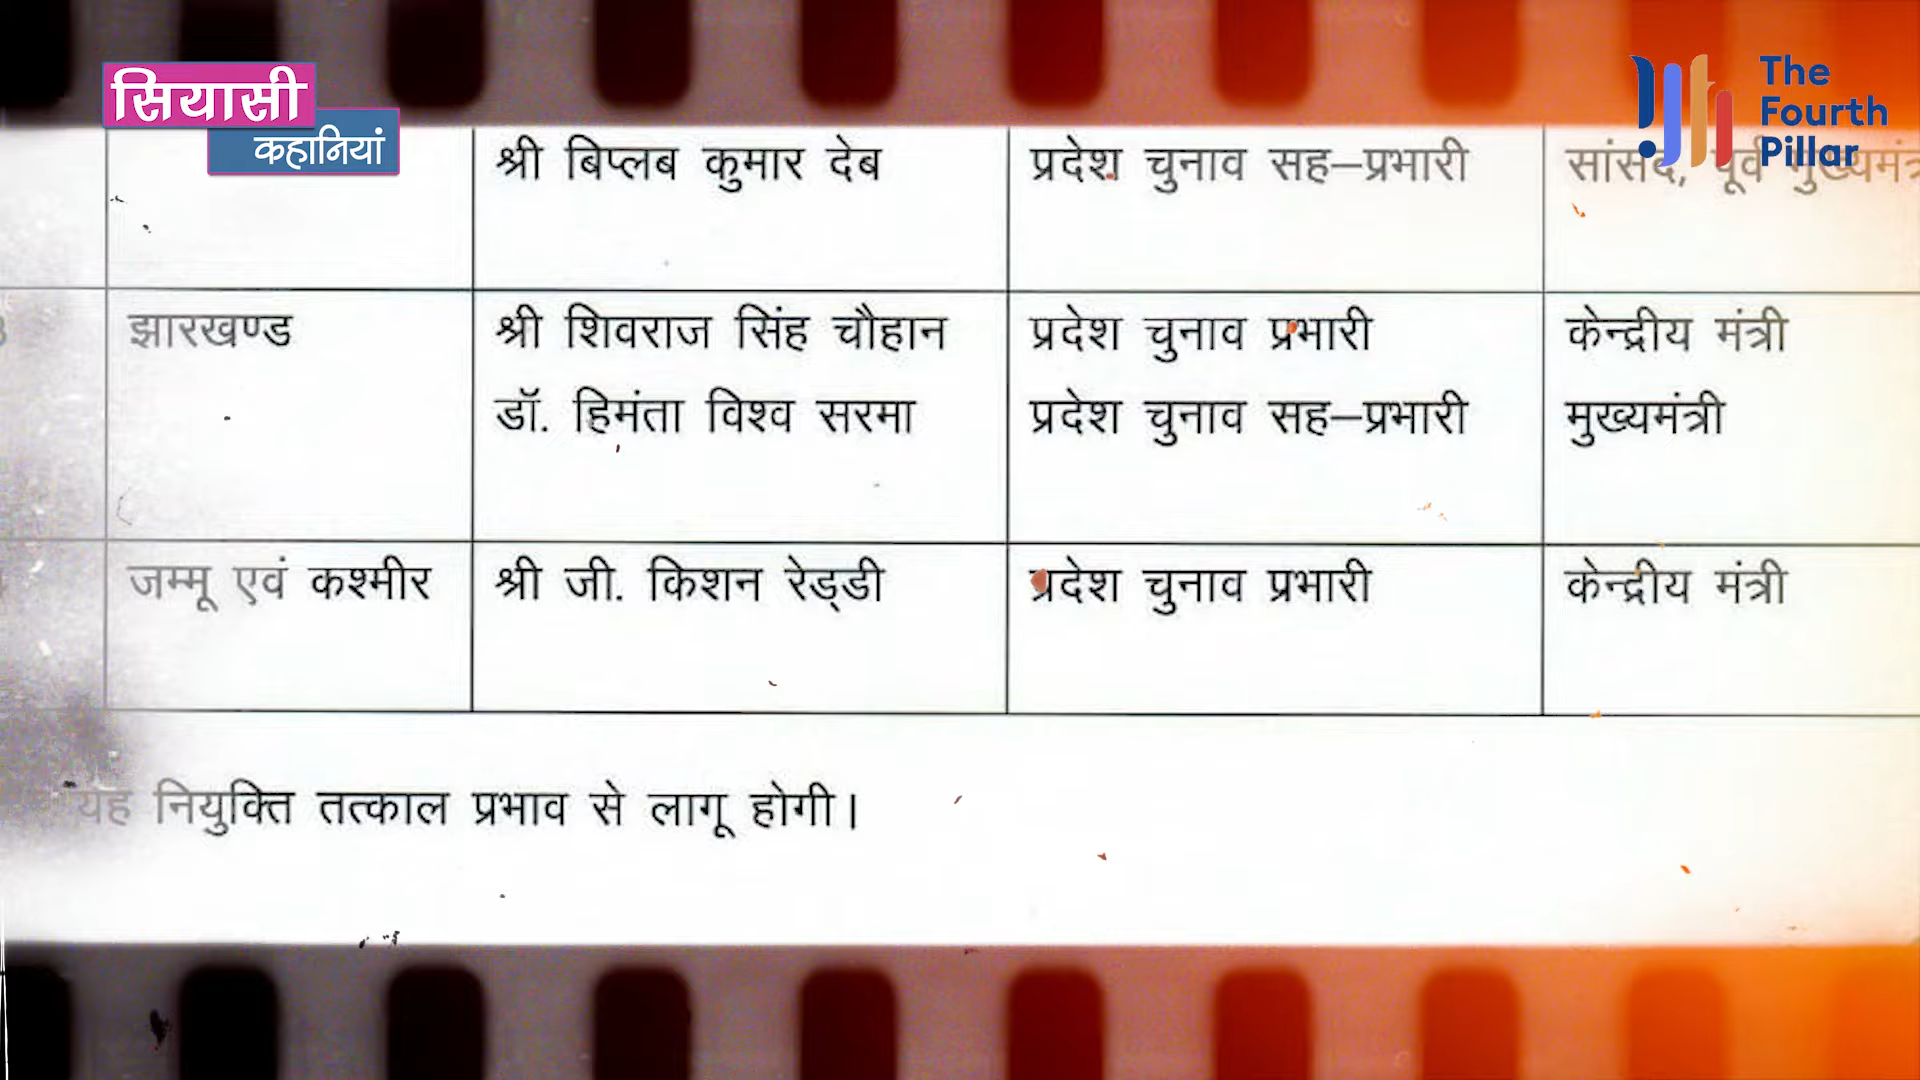 सियासी
कहानियां
The
Fourth
Pillar
श्री बिप्लब कुमार देब प्रदेश चुनाव सह–प्रभारी सांसद, पूर्व
झारखण्ड श्री शिवराज सिंह चौहान प्रदेश चुनाव प्रभारी केन्द्रीय मंत्री
डॉ. हिमंता विश्व सरमा प्रदेश चुनाव सह–प्रभारी मुख्यमंत्री
जम्मू एवं कश्मीर श्री जी. किशन रेड्डी प्रदेश चुनाव प्रभारी केन्द्रीय मंत्री
यह नियुक्ति तत्काल प्रभाव से लागू होगी।